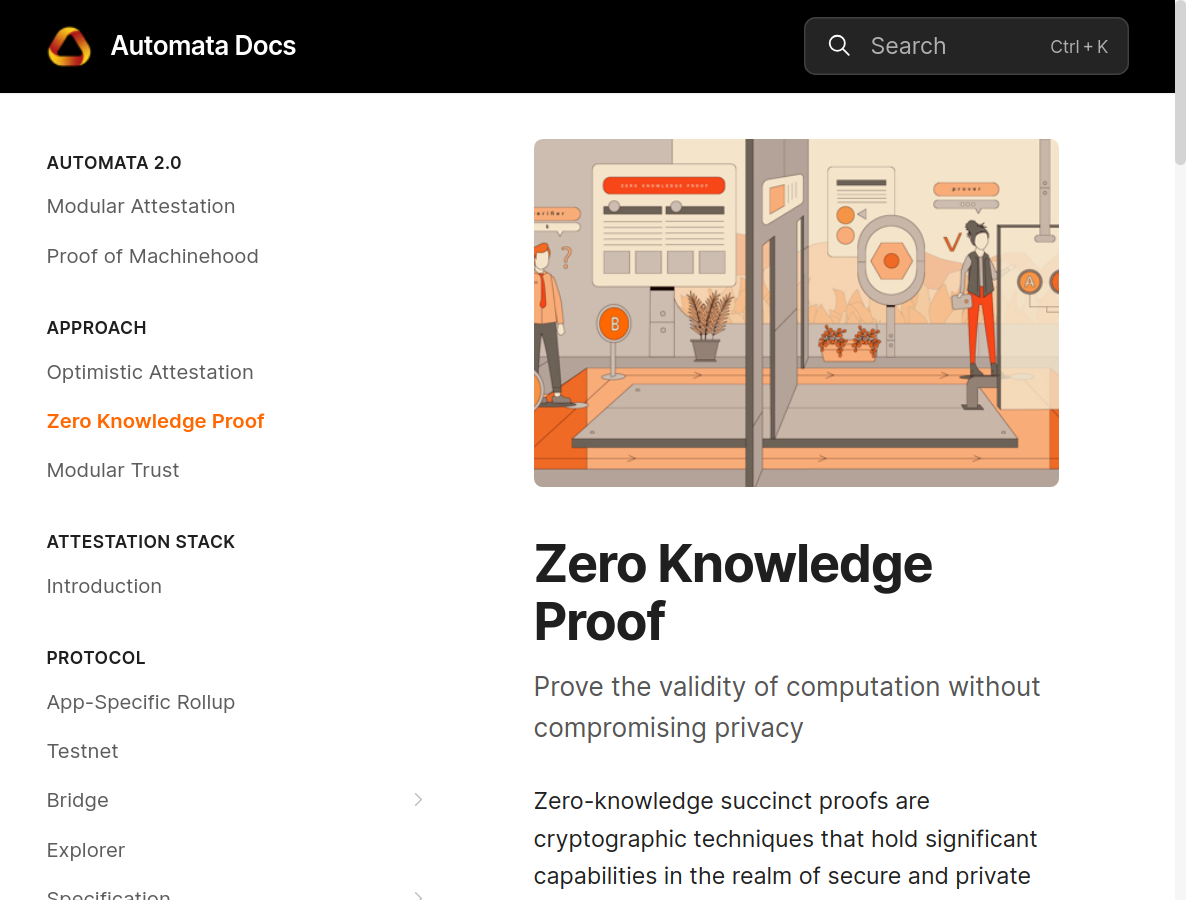 Automata Docs
Search
Ctrl + K
AUTOMATA 2.0
Modular Attestation
Proof of Machinehood
APPROACH
Optimistic Attestation
Zero Knowledge Proof
Modular Trust
ATTESTATION STACK
Introduction
PROTOCOL
App-Specific Rollup
Testnet
Bridge
Explorer
Specification
ZERO KNOWLEDGE PROOF
prover
erifier
B
A
Zero Knowledge
Proof
Prove the validity of computation without
compromising privacy
Zero-knowledge succinct proofs are
cryptographic techniques that hold significant
capabilities in the realm of secure and private